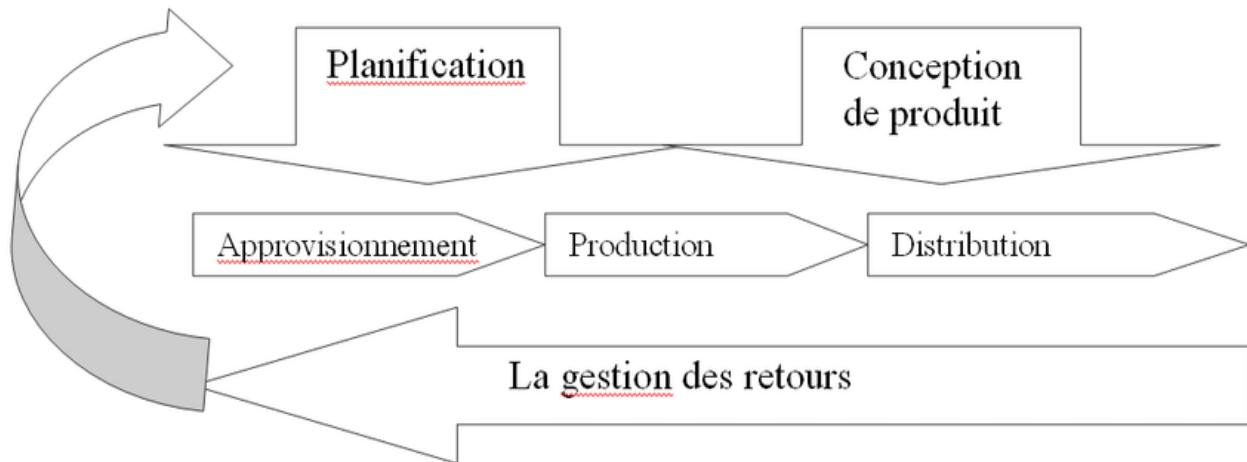 Planification
Conception
de produit
Approvisionnement
Production
Distribution
La gestion des retours